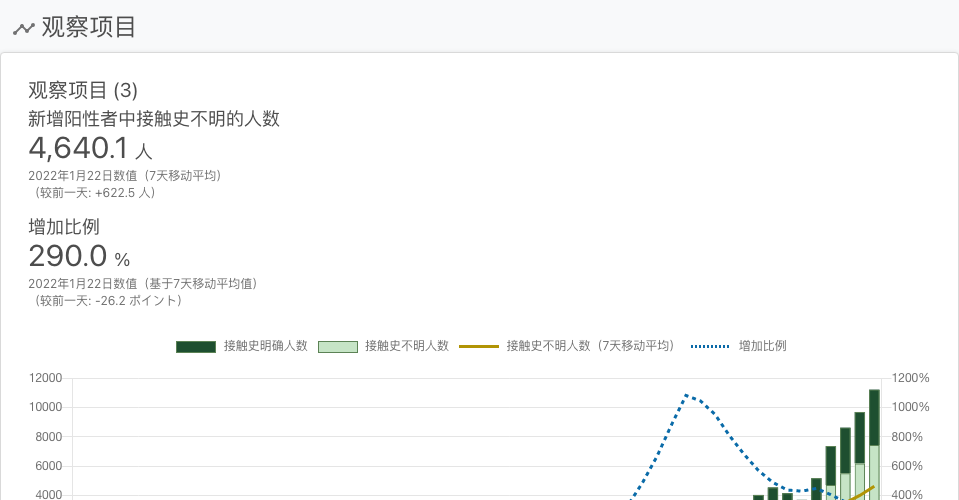 观察项目
观察项目 (3)
新增阳性者中接触史不明的人数
4,640.1 人
2022年1月22日数值（7天移动平均）
（较前一天: +622.5 人）
增加比例
290.0 %
2022年1月22日数值（基于7天移动平均值）
（较前一天: -26.2 ポイント）
接触史明确人数 接触史不明人数 接触史不明人数（7天移动平均） 增加比例
12000 1200%
10000 1000%
8000 800%
6000 600%
4000 400%